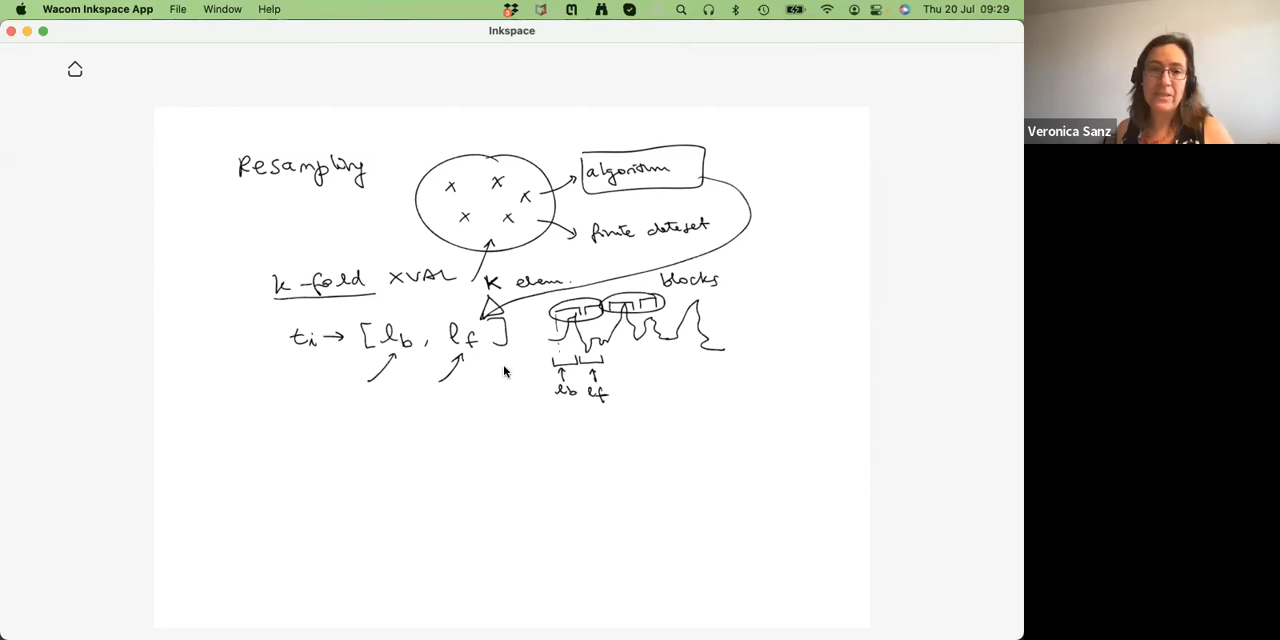 Wacom Inkspace App File Window Help Thu 20 Jul 09:29
Inkspace
Veronica Sanz
Resampling
algorithm
finite dataset
k-fold XVAL K elem. blocks
ti → [lb, lf]
lb lf